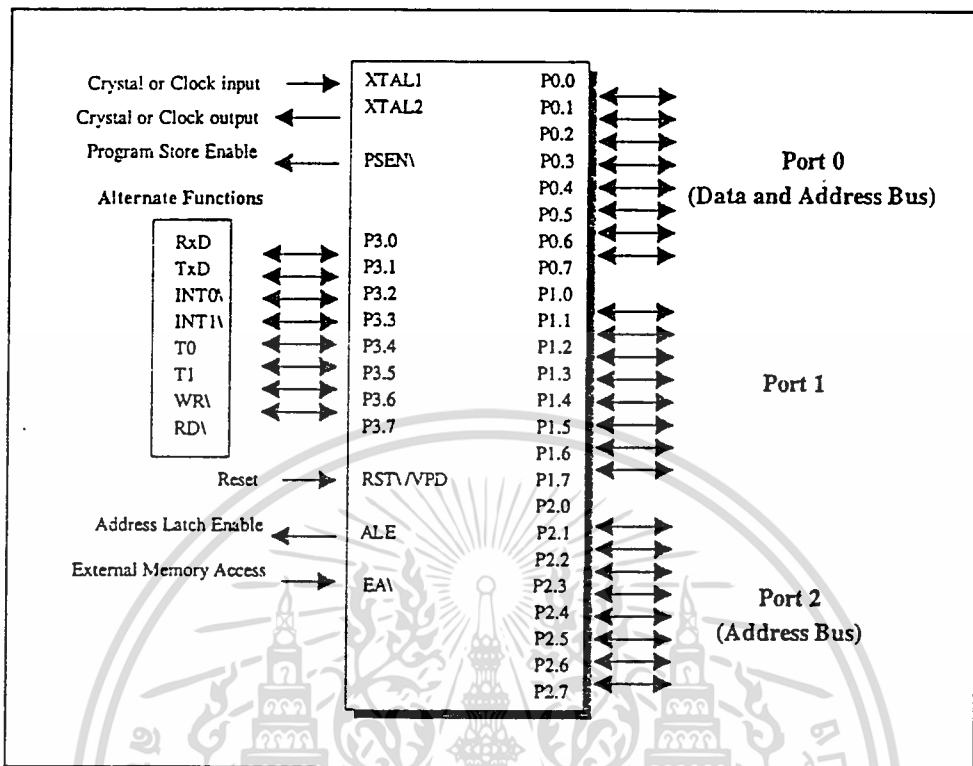 Crystal or Clock input
Crystal or Clock output
Program Store Enable
Alternate Functions
RxD
TxD
INT0\
INT1\
T0
T1
WR\
RD\
Reset
Address Latch Enable
External Memory Access
XTAL1
XTAL2
PSEN\
P3.0
P3.1
P3.2
P3.3
P3.4
P3.5
P3.6
P3.7
RST\/VPD
ALE
EA\
P0.0
P0.1
P0.2
P0.3
P0.4
P0.5
P0.6
P0.7
P1.0
P1.1
P1.2
P1.3
P1.4
P1.5
P1.6
P1.7
P2.0
P2.1
P2.2
P2.3
P2.4
P2.5
P2.6
P2.7
Port 0
(Data and Address Bus)
Port 1
Port 2
(Address Bus)